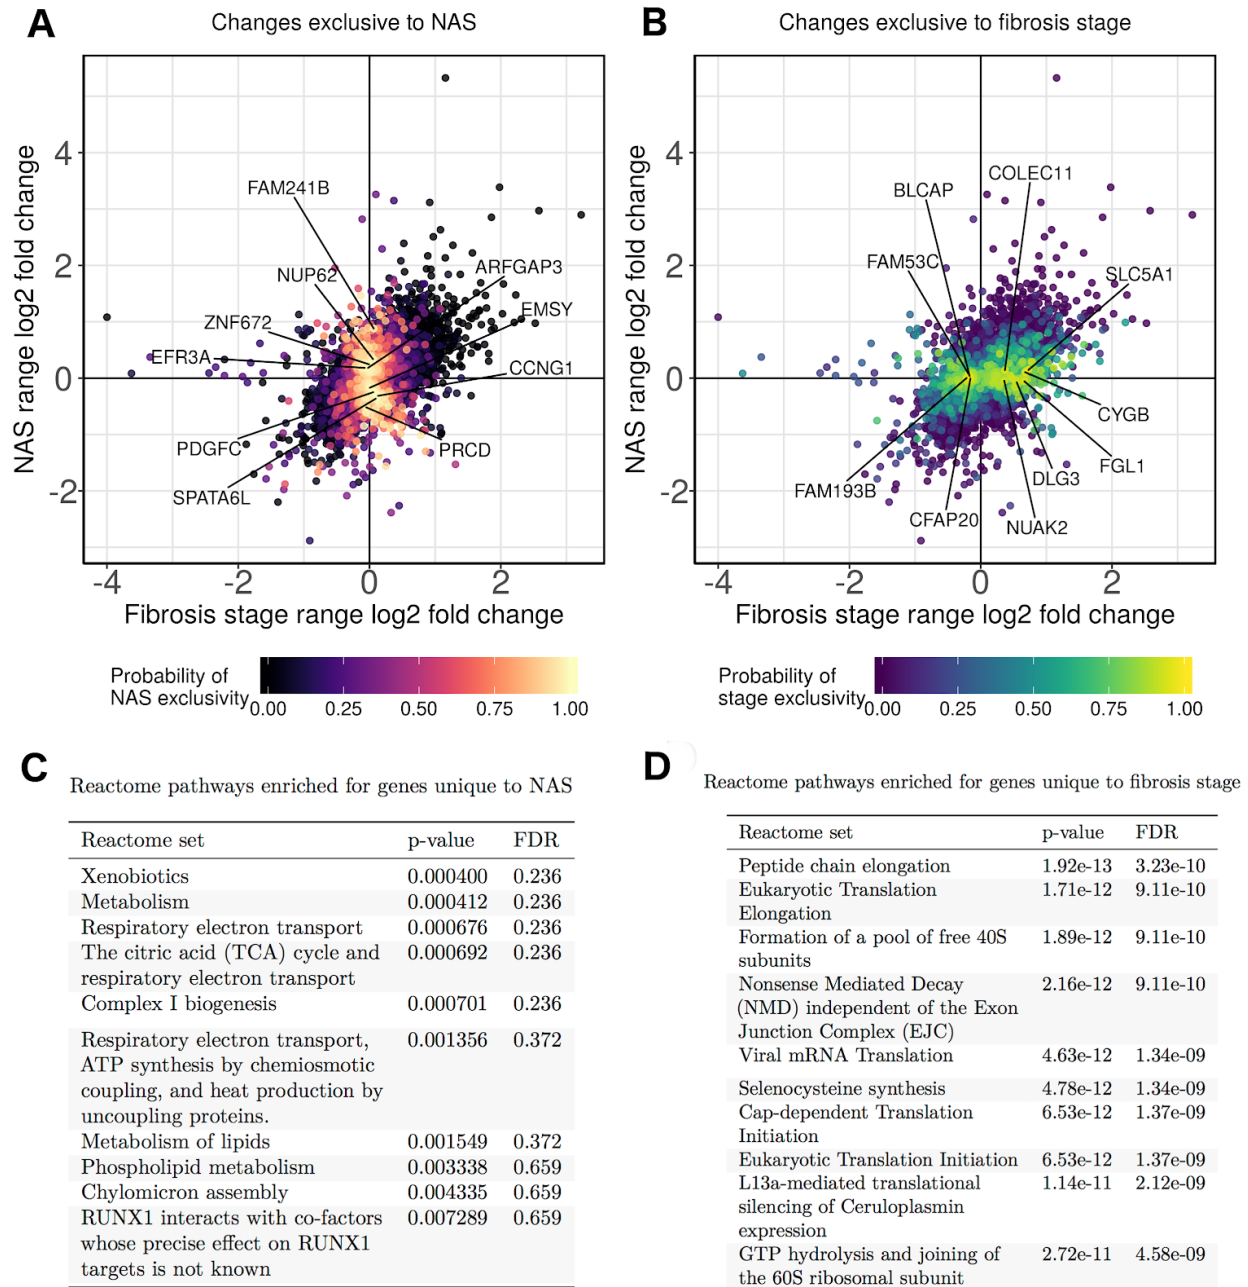 A
Changes exclusive to NAS
NAS range log2 fold change
4
2
0
-2
FAM241B
NUP62
ARFGAP3
ZNF672
EMSY
EFR3A
CCNG1
PDGFC
PRCD
SPATA6L
-4
-2
0
2
Fibrosis stage range log2 fold change
Probability of
NAS exclusivity
0.00
0.25
0.50
0.75
1.00
B
Changes exclusive to fibrosis stage
NAS range log2 fold change
4
2
0
-2
COLEC11
BLCAP
FAM53C
SLC5A1
CYGB
FGL1
DLG3
FAM193B
CFAP20
NUAK2
-4
-2
0
2
Fibrosis stage range log2 fold change
Probability of
stage exclusivity
0.00
0.25
0.50
0.75
1.00
C
Reactome pathways enriched for genes unique to NAS
Reactome set p-value FDR
Xenobiotics 0.000400 0.236
Metabolism 0.000412 0.236
Respiratory electron transport 0.000676 0.236
The citric acid (TCA) cycle and 0.000692 0.236
respiratory electron transport
Complex I biogenesis 0.000701 0.236
Respiratory electron transport, 0.001356 0.372
ATP synthesis by chemiosmotic
coupling, and heat production by
uncoupling proteins.
Metabolism of lipids 0.001549 0.372
Phospholipid metabolism 0.003338 0.659
Chylomicron assembly 0.004335 0.659
RUNX1 interacts with co-factors 0.007289 0.659
whose precise effect on RUNX1
targets is not known
D
Reactome pathways enriched for genes unique to fibrosis stage
Reactome set p-value FDR
Peptide chain elongation 1.92e-13 3.23e-10
Eukaryotic Translation 1.71e-12 9.11e-10
Elongation
Formation of a pool of free 40S 1.89e-12 9.11e-10
subunits
Nonsense Mediated Decay 2.16e-12 9.11e-10
(NMD) independent of the Exon
Junction Complex (EJC)
Viral mRNA Translation 4.63e-12 1.34e-09
Selenocysteine synthesis 4.78e-12 1.34e-09
Cap-dependent Translation 6.53e-12 1.37e-09
Initiation
Eukaryotic Translation Initiation 6.53e-12 1.37e-09
L13a-mediated translational 1.14e-11 2.12e-09
silencing of Ceruloplasmin
expression
GTP hydrolysis and joining of 2.72e-11 4.58e-09
the 60S ribosomal subunit